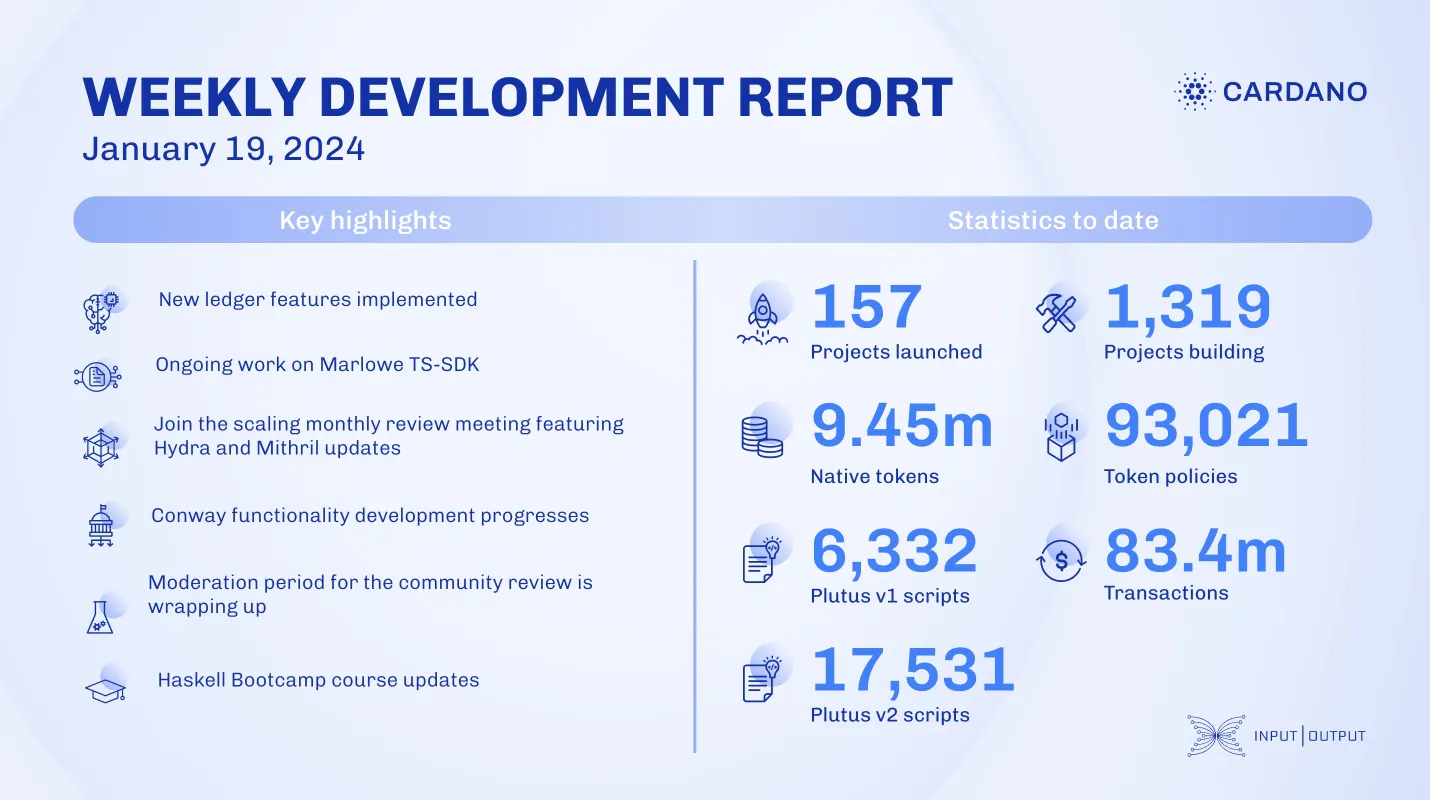 WEEKLY DEVELOPMENT REPORT
January 19, 2024
CARDANO
Key highlights
Statistics to date
New ledger features implemented
Ongoing work on Marlowe TS-SDK
Join the scaling monthly review meeting featuring
Hydra and Mithril updates
Conway functionality development progresses
Moderation period for the community review is
wrapping up
Haskell Bootcamp course updates
157
Projects launched
1,319
Projects building
9.45m
Native tokens
93,021
Token policies
6,332
Plutus v1 scripts
83.4m
Transactions
17,531
Plutus v2 scripts
INPUT | OUTPUT